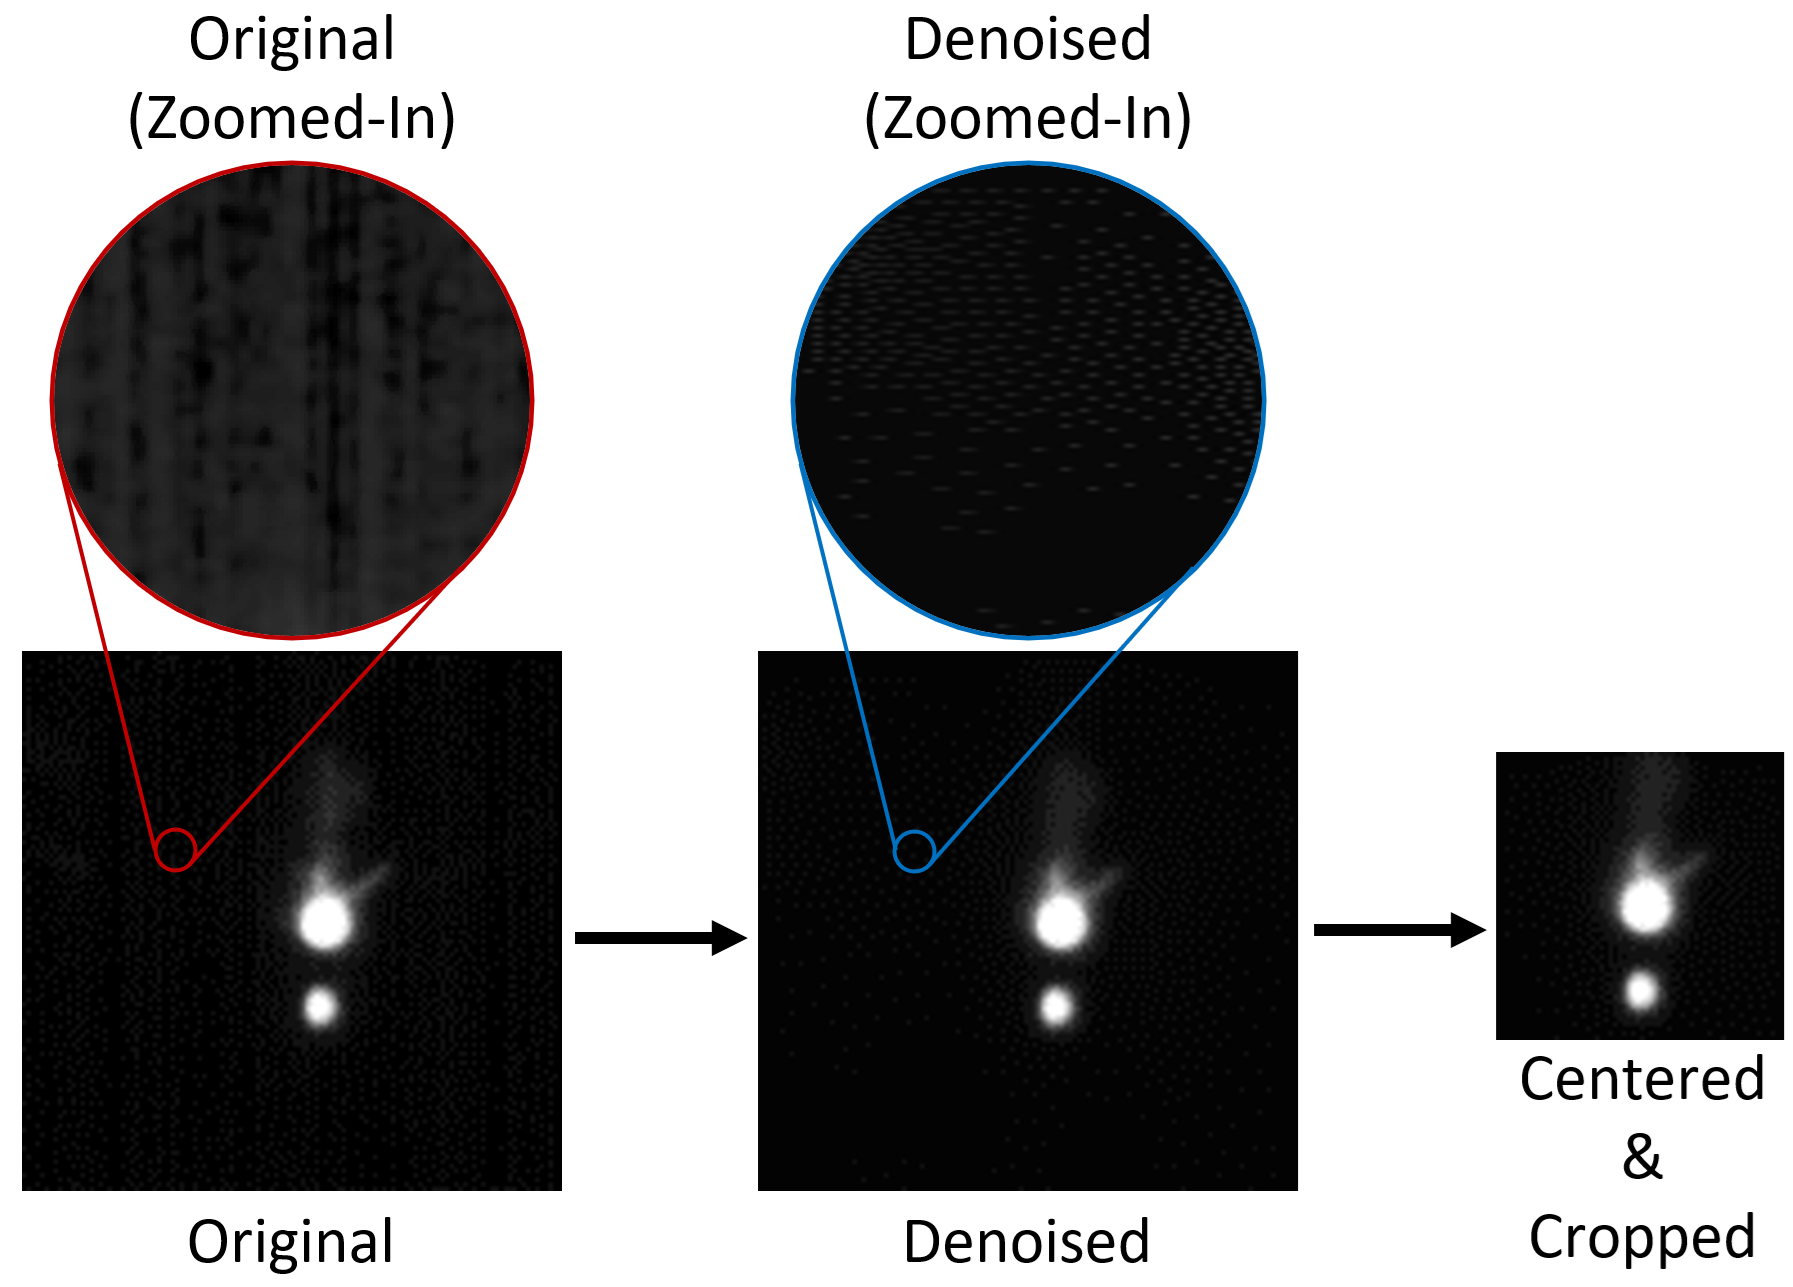 Original
(Zoomed-In)
Denoised
(Zoomed-In)
Original
Denoised
Centered
&
Cropped